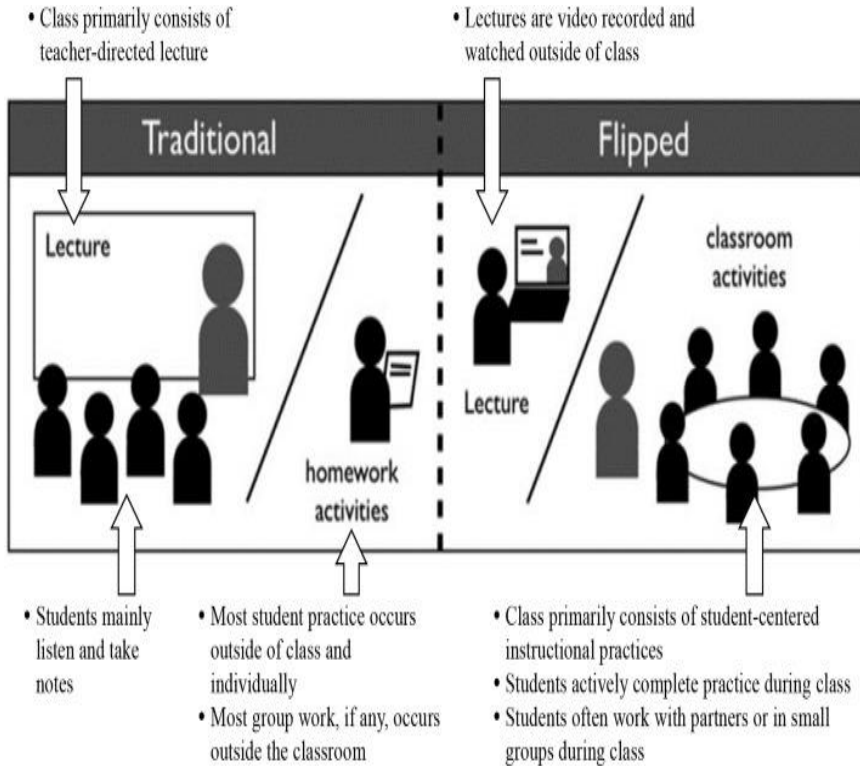 • Class primarily consists of
teacher-directed lecture
• Lectures are video recorded and
watched outside of class
Traditional
Flipped
Lecture
homework
activities
Lecture
classroom
activities
• Students mainly
listen and take
notes
• Most student practice occurs
outside of class and
individually
• Most group work, if any, occurs
outside the classroom
• Class primarily consists of student-centered
instructional practices
• Students actively complete practice during class
• Students often work with partners or in small
groups during class